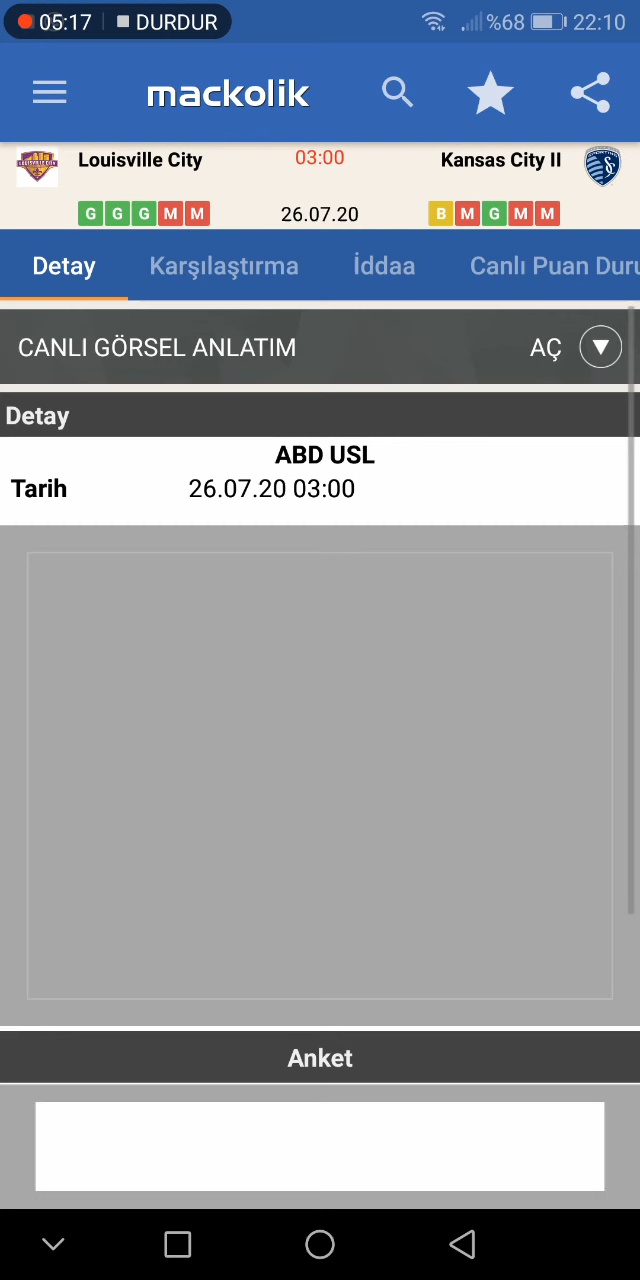 05:17 DURDUR %68 22:10
mackolik
Louisville City 03:00 Kansas City II
G G G M M 26.07.20 B M G M M
Detay Karşılaştırma İddaa Canlı Puan Duru
CANLI GÖRSEL ANLATIM AÇ
Detay
ABD USL
Tarih 26.07.20 03:00
Anket